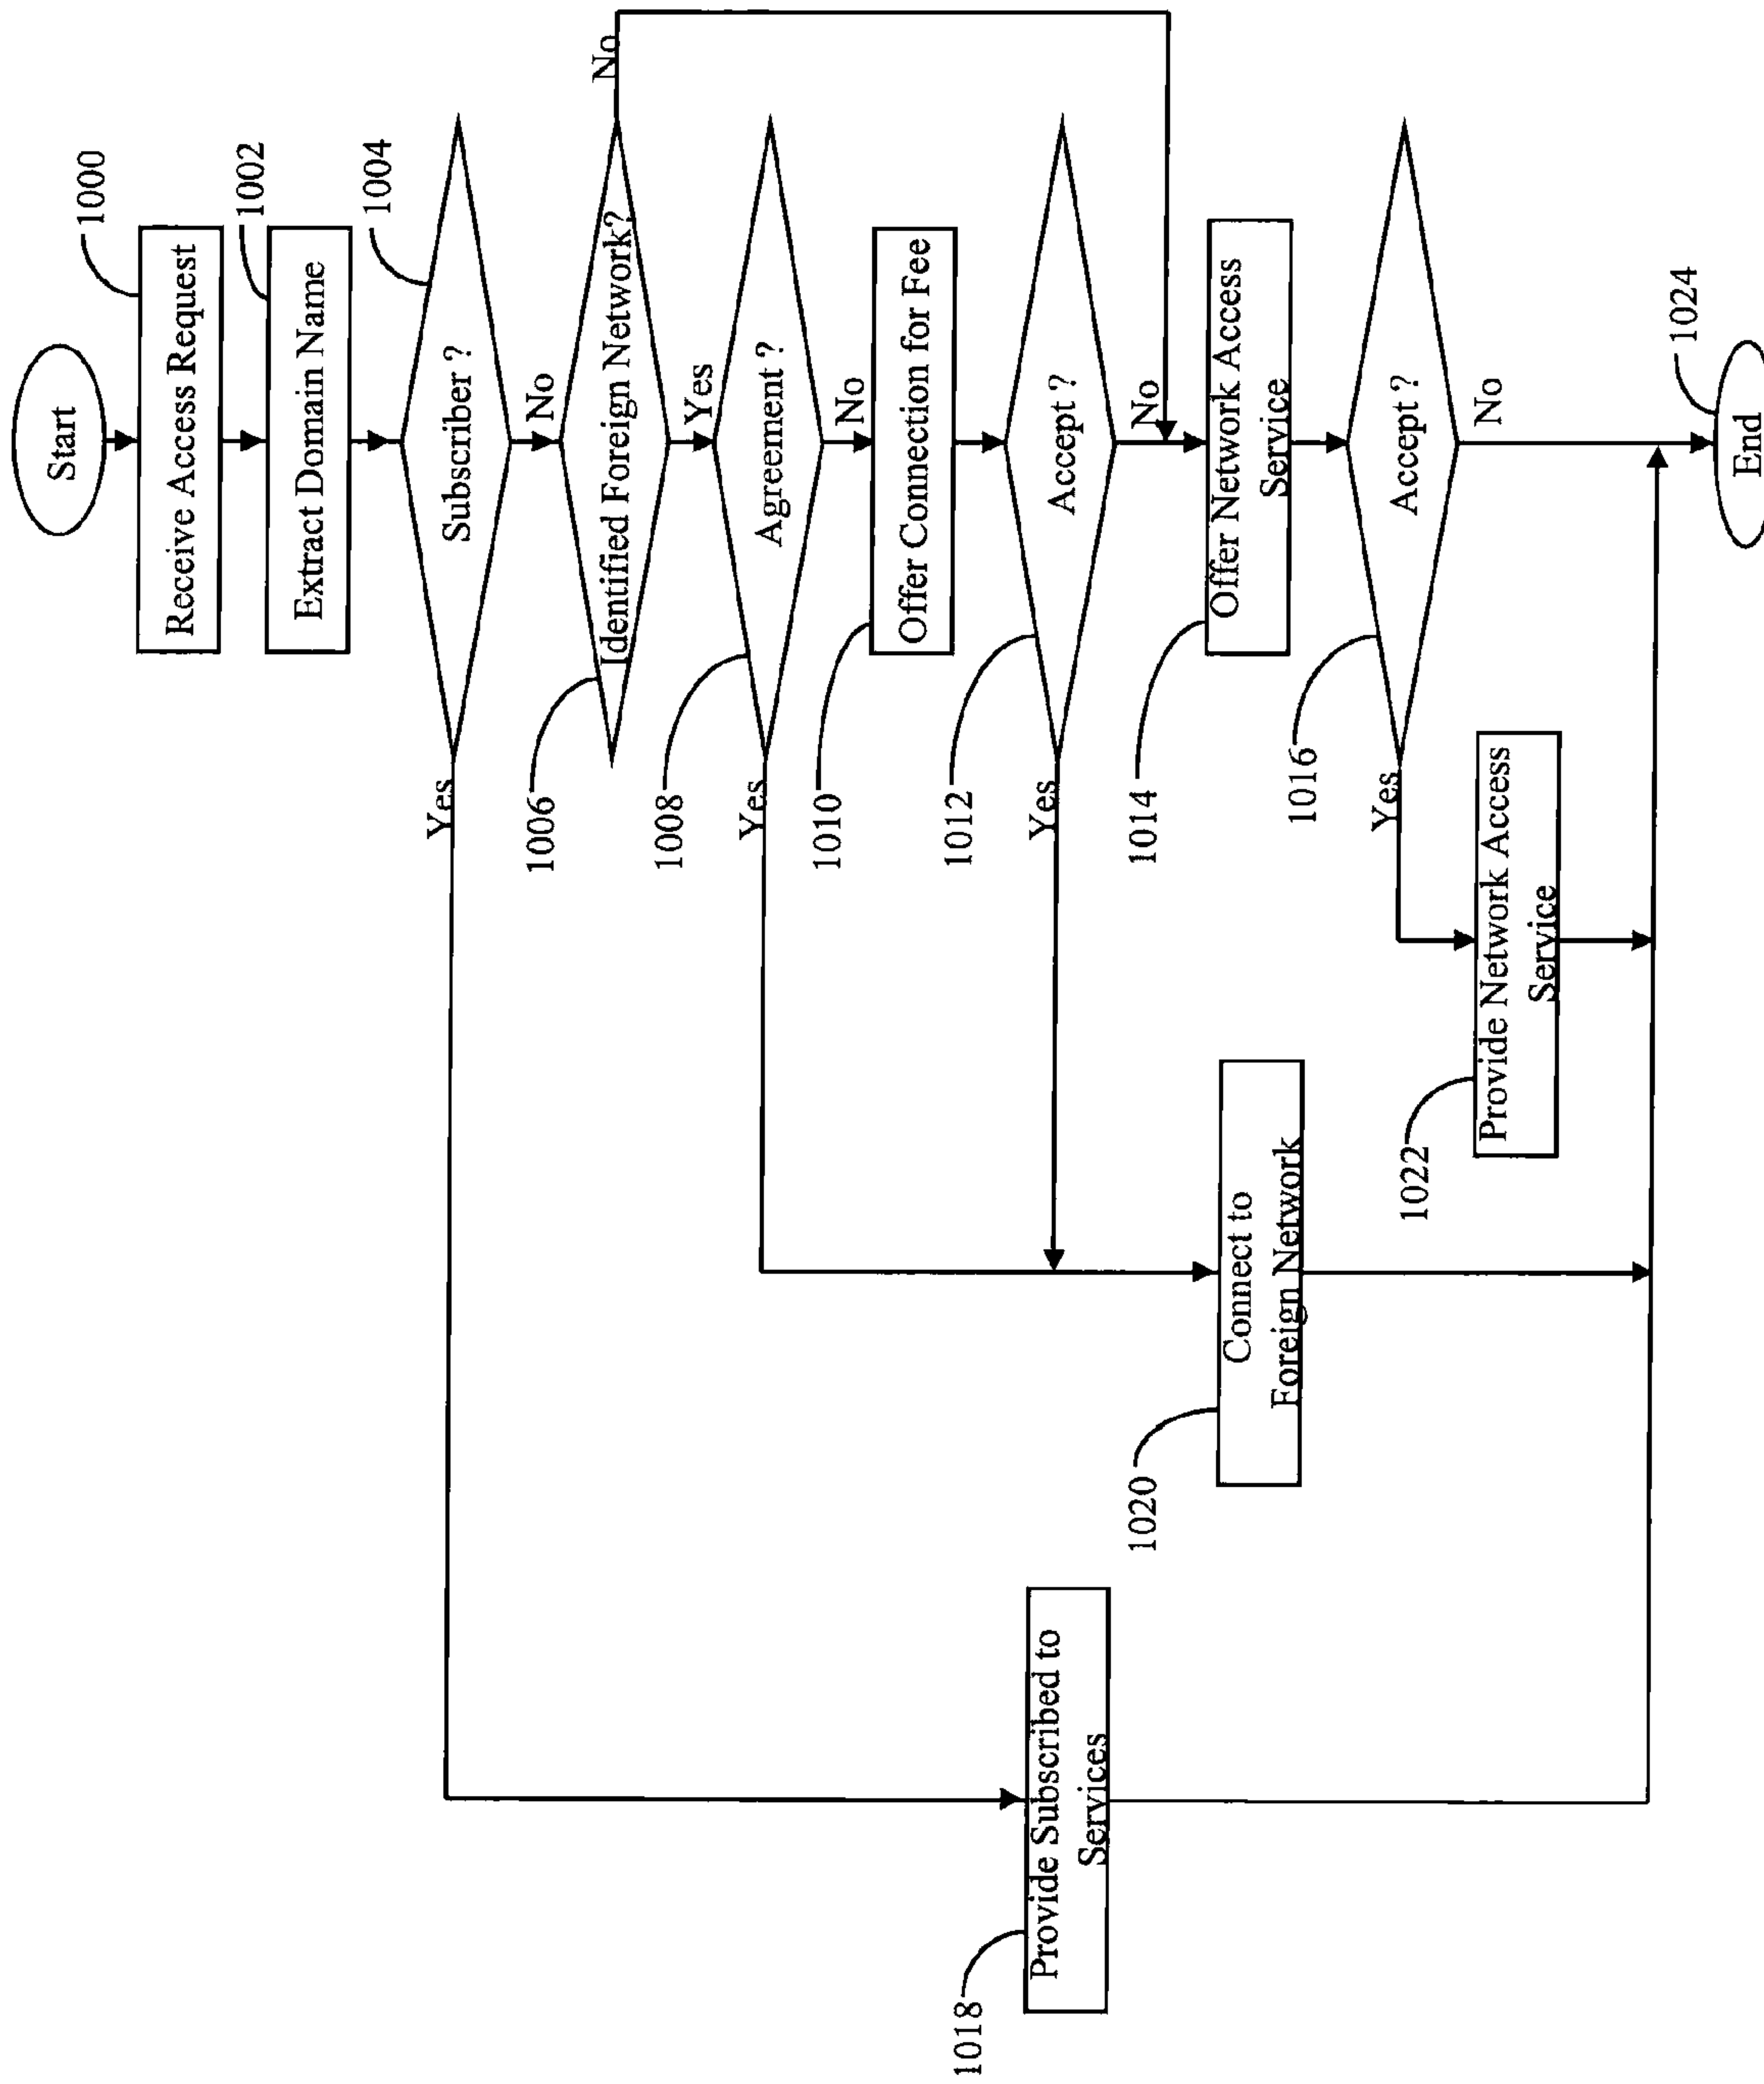 Start
1000
Receive Access Request
1002
Extract Domain Name
1004
Subscriber ?
Yes
No
1006
Identified Foreign Network?
No
Yes
1008
Agreement ?
Yes
No
1010
Offer Connection for Fee
1012
Accept ?
Yes
No
1014
Offer Network Access
Service
1016
Accept ?
Yes
No
1018
Provide Subscribed to
Services
1020
Connect to
Foreign Network
1022
Provide Network Access
Service
1024
End